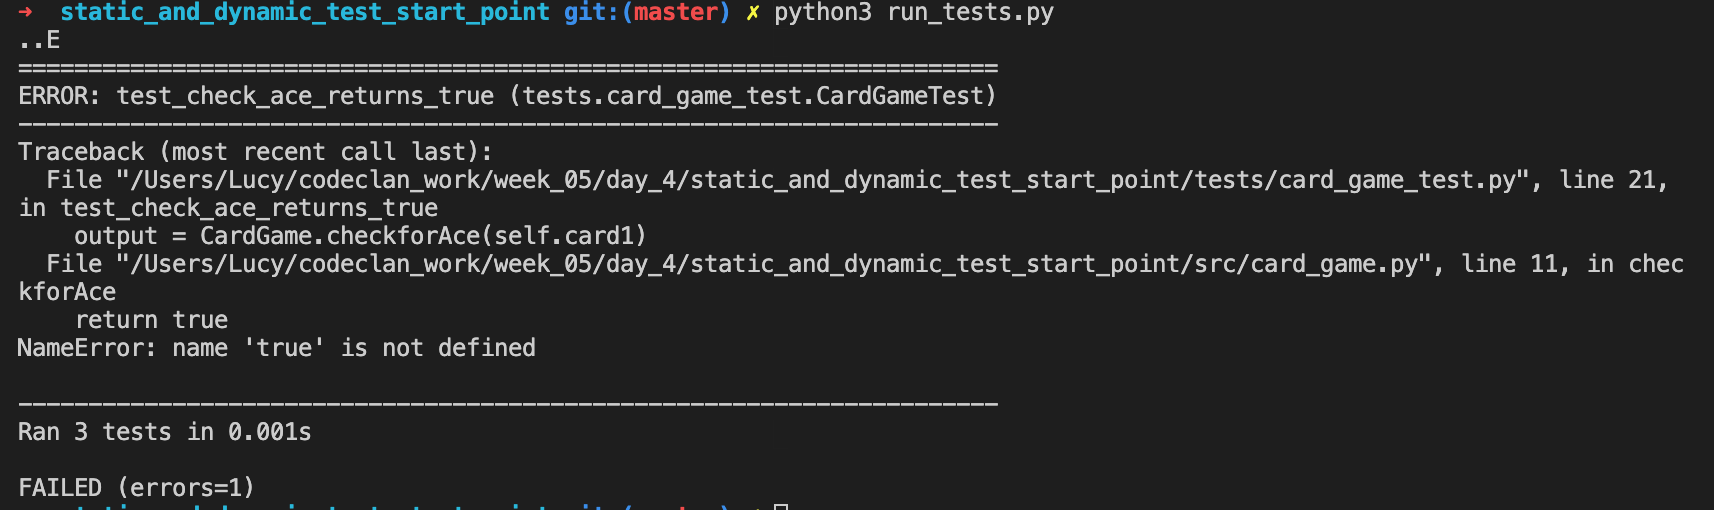 ➜  static_and_dynamic_test_start_point git:(master) ✗ python3 run_tests.py
..E
======================================================================
ERROR: test_check_ace_returns_true (tests.card_game_test.CardGameTest)
----------------------------------------------------------------------
Traceback (most recent call last):
  File "/Users/Lucy/codeclan_work/week_05/day_4/static_and_dynamic_test_start_point/tests/card_game_test.py", line 21,
in test_check_ace_returns_true
    output = CardGame.checkforAce(self.card1)
  File "/Users/Lucy/codeclan_work/week_05/day_4/static_and_dynamic_test_start_point/src/card_game.py", line 11, in chec
kforAce
    return true
NameError: name 'true' is not defined

----------------------------------------------------------------------
Ran 3 tests in 0.001s

FAILED (errors=1)